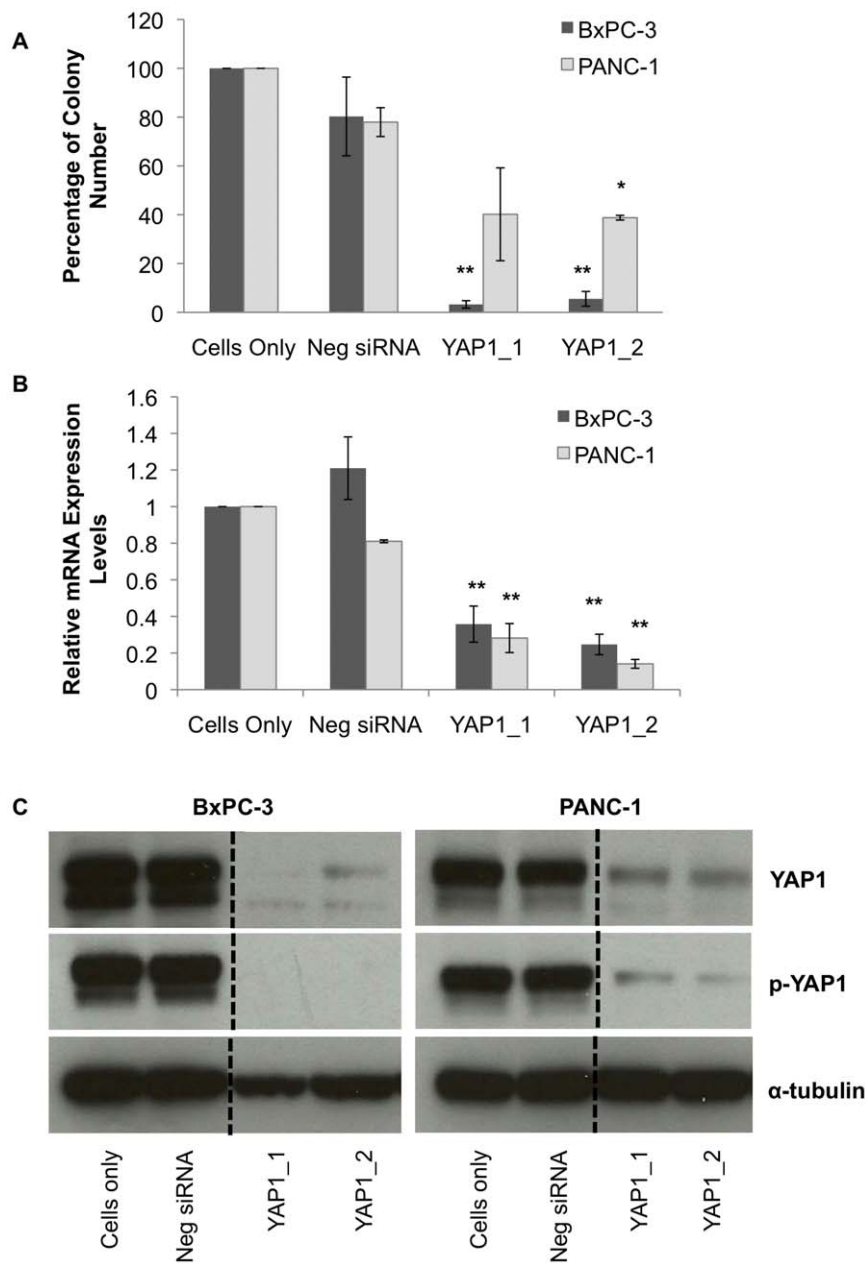 A
Percentage of Colony
Number
120
100
80
60
40
20
0
BxPC-3
PANC-1
**
**
*
Cells Only
Neg siRNA
YAP1_1
YAP1_2
B
Relative mRNA Expression
Levels
1.6
1.4
1.2
1
0.8
0.6
0.4
0.2
0
BxPC-3
PANC-1
**
**
**
**
Cells Only
Neg siRNA
YAP1_1
YAP1_2
C
BxPC-3
PANC-1
YAP1
p-YAP1
α-tubulin
Cells only
Neg siRNA
YAP1_1
YAP1_2
Cells only
Neg siRNA
YAP1_1
YAP1_2